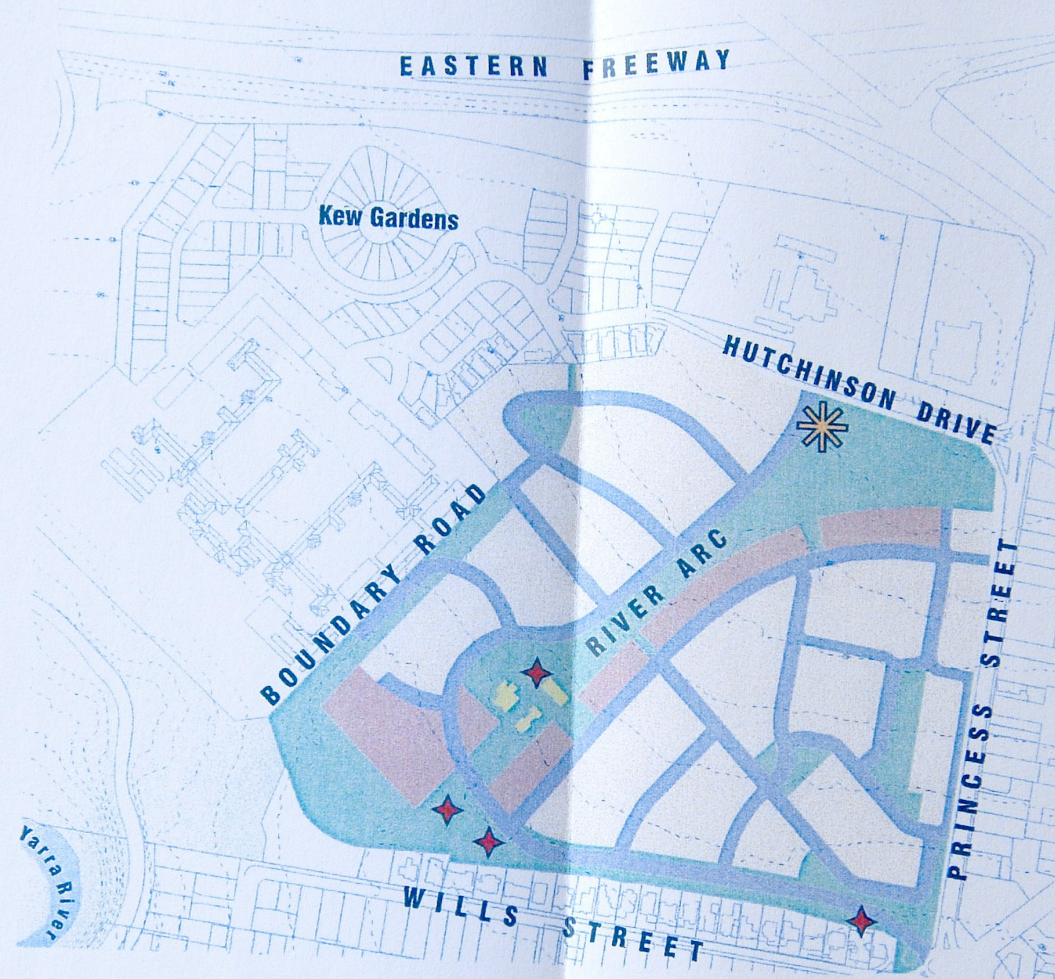 EASTERN FREEWAY
Kew Gardens
HUTCHINSON DRIVE
BOUNDARY ROAD
RIVER ARC
PRINCESS STREET
Yarra River
WILLS STREET